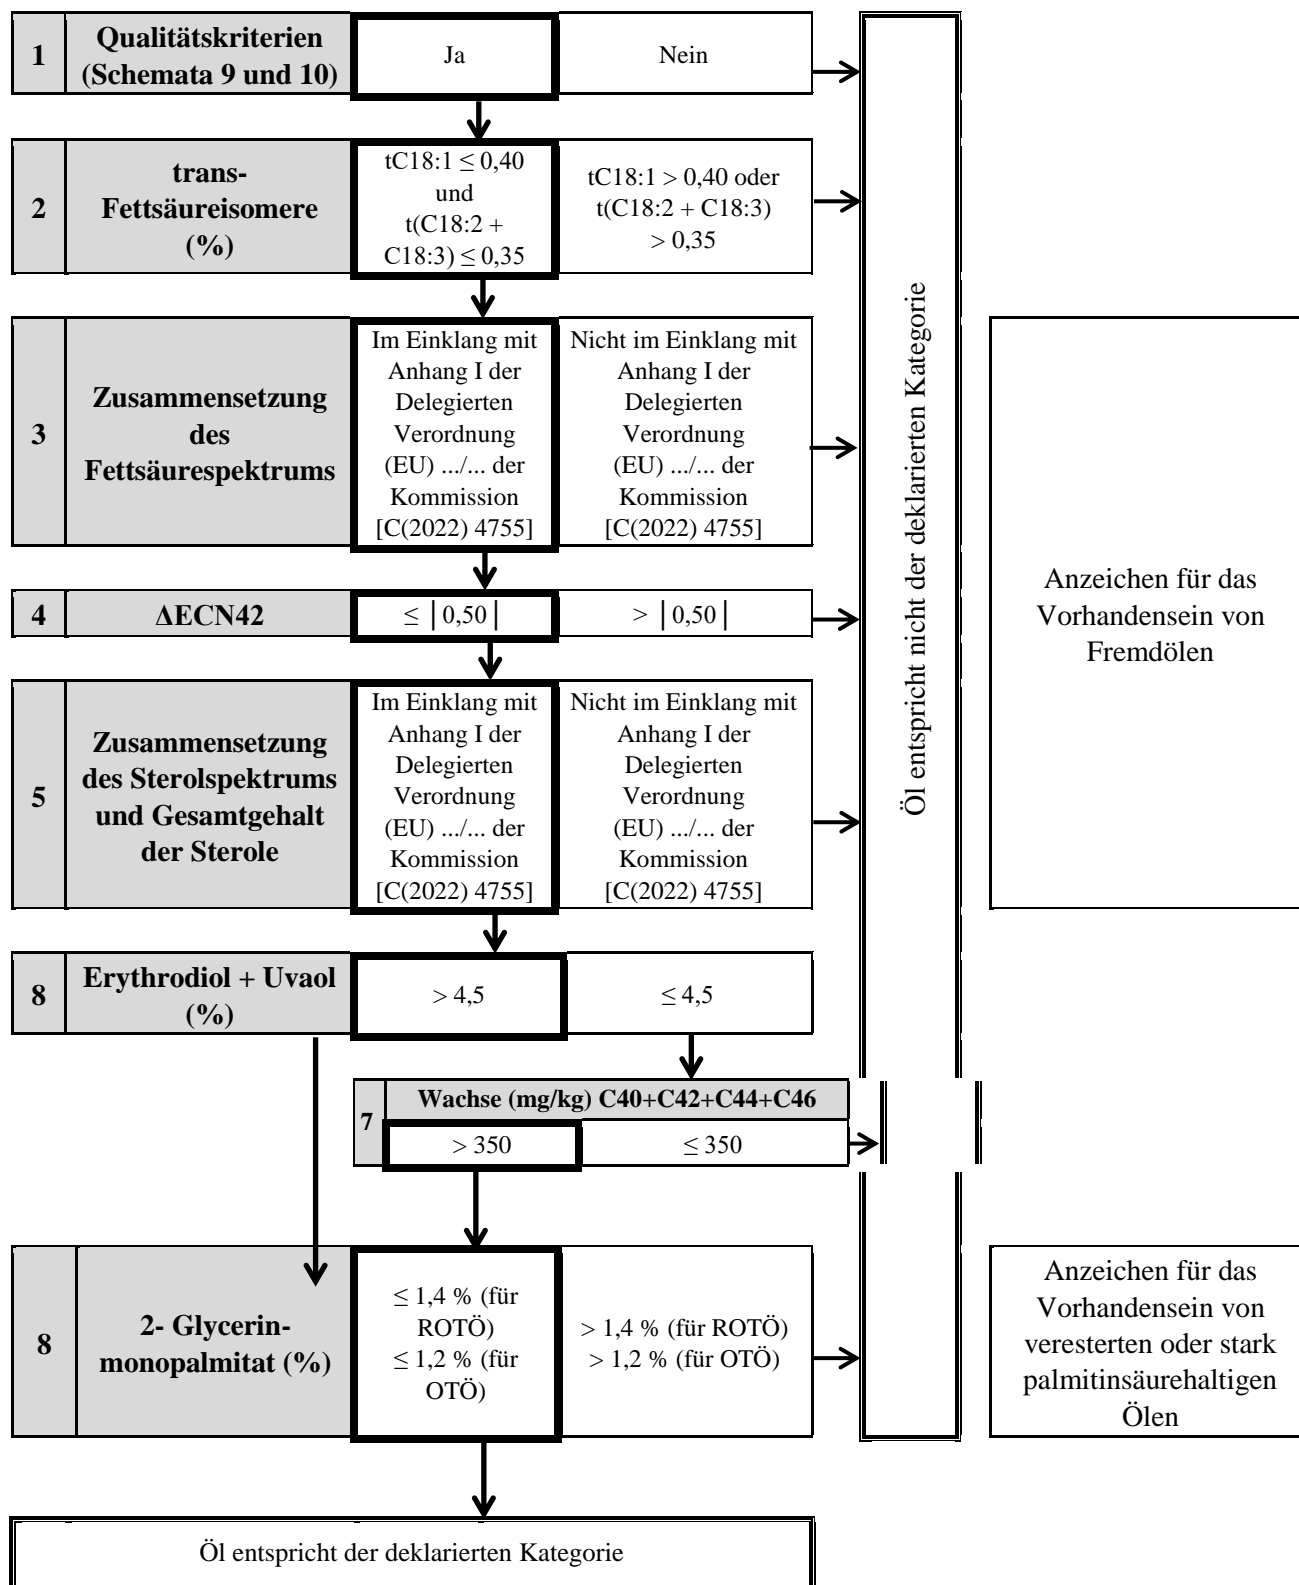 1
Qualitätskriterien
(Schemata 9 und 10)
Ja
Nein
2
trans-
Fettsäureisomere
(%)
tC18:1 ≤ 0,40
und
t(C18:2 +
C18:3) ≤ 0,35
tC18:1 > 0,40 oder
t(C18:2 + C18:3)
> 0,35
3
Zusammensetzung
des
Fettsäurespektrums
Im Einklang mit
Anhang I der
Delegierten
Verordnung
(EU) .../... der
Kommission
[C(2022) 4755]
Nicht im Einklang mit
Anhang I der
Delegierten
Verordnung
(EU) .../... der
Kommission
[C(2022) 4755]
4
ΔECN42
≤ |0,50|
> |0,50|
5
Zusammensetzung
des Sterolspektrums
und Gesamtgehalt
der Sterole
Im Einklang mit
Anhang I der
Delegierten
Verordnung
(EU) .../... der
Kommission
[C(2022) 4755]
Nicht im Einklang mit
Anhang I der
Delegierten
Verordnung
(EU) .../... der
Kommission
[C(2022) 4755]
8
Erythrodiol + Uvaol
(%)
> 4,5
≤ 4,5
7
Wachse (mg/kg) C40+C42+C44+C46
> 350
≤ 350
8
2- Glycerin-
monopalmitat (%)
≤ 1,4 % (für
ROTÖ)
≤ 1,2 % (für
OTÖ)
> 1,4 % (für ROTÖ)
> 1,2 % (für OTÖ)
Öl entspricht nicht der deklarierten Kategorie
Anzeichen für das
Vorhandensein von
Fremdölen
Anzeichen für das
Vorhandensein von
veresterten oder stark
palmitinsäurehaltigen
Ölen
Öl entspricht der deklarierten Kategorie